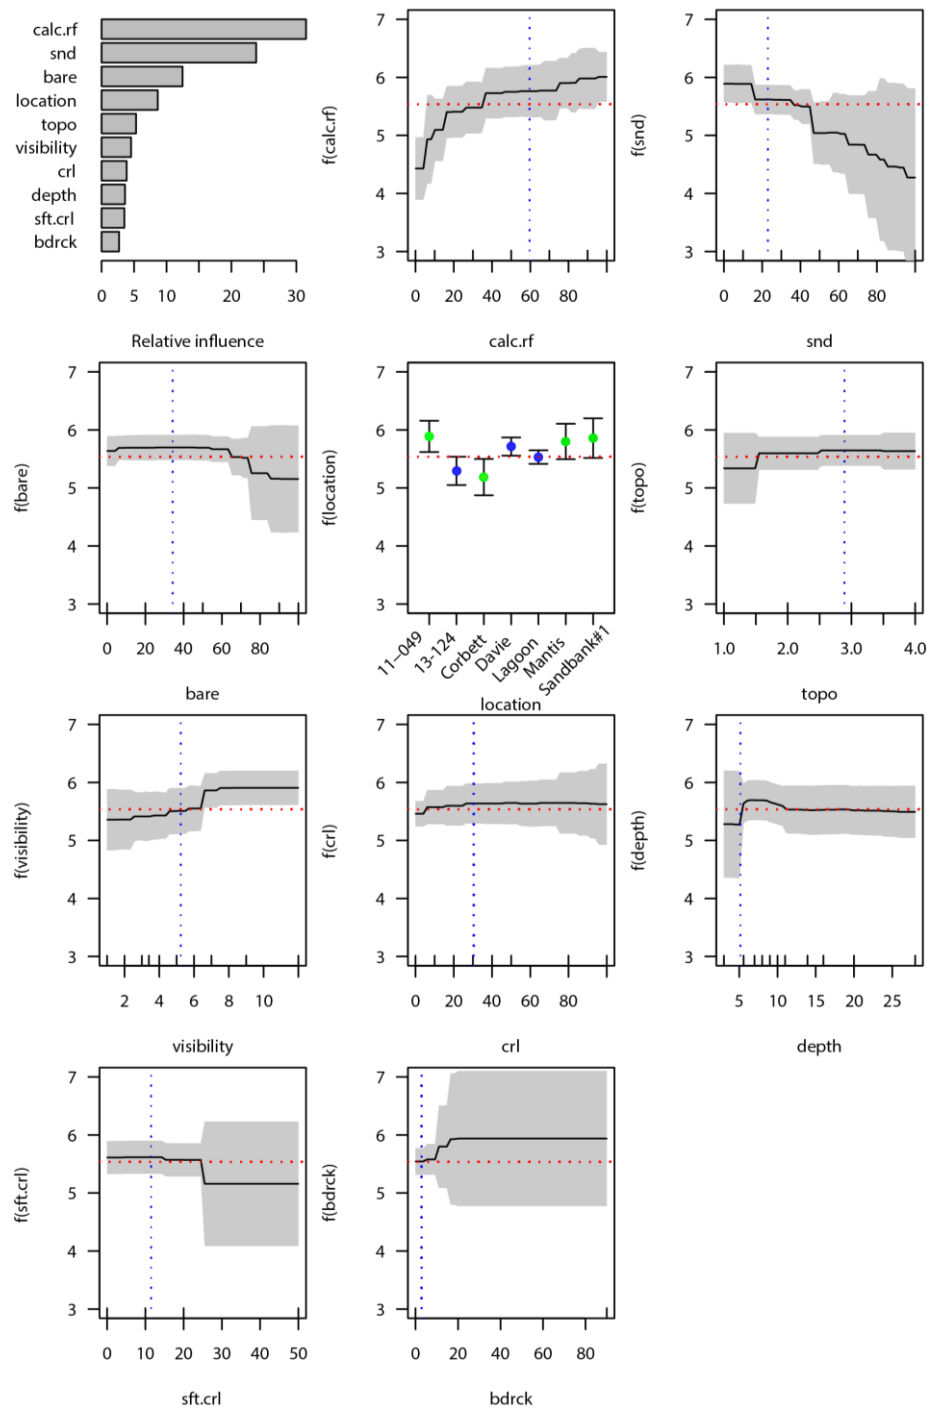 calc.rf
snd
bare
location
topo
visibility
crl
depth
sft.crl
bdrck
0 5 10 20 30
Relative influence
f(calc.rf)
7
6
5
4
3
0 20 40 60 80
calc.rf
f(snd)
7
6
5
4
3
0 20 40 60 80
snd
f(bare)
7
6
5
4
3
0 20 40 60 80
bare
f(location)
7
6
5
4
3
11–049
13-124
Corbett
Davie
Lagoon
Mantis
Sandbank#1
location
f(topo)
7
6
5
4
3
1.0 2.0 3.0 4.0
topo
f(visibility)
7
6
5
4
3
2 4 6 8 10
visibility
f(crl)
7
6
5
4
3
0 20 40 60 80
crl
f(depth)
7
6
5
4
3
5 10 15 20 25
depth
f(sft.crl)
7
6
5
4
3
0 10 20 30 40 50
sft.crl
f(bdrck)
7
6
5
4
3
0 20 40 60 80
bdrck